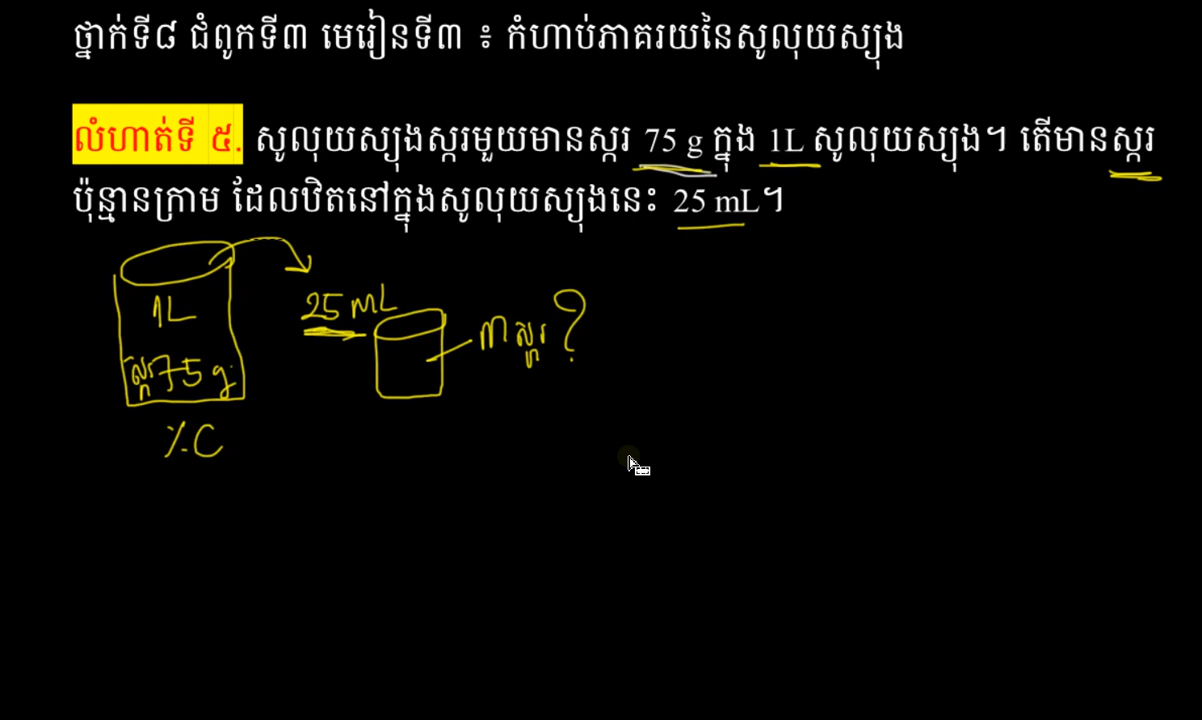 ថ្នាក់ទី៨ ជំពូកទី៣ មេរៀនទី៣ ៖ កំហាប់ភាគរយនៃសូលុយស្យុង
លំហាត់ទី ៥. សូលុយស្យុងស្ករមួយមានស្ករ 75 g ក្នុង 1L សូលុយស្យុង។ តើមានស្ករ
ប៉ុន្មានក្រាម ដែលឋិតនៅក្នុងសូលុយស្យុងនេះ 25 mL។
1L
25 mL
m ស្ករ ?
ស្ករ 75 g
%C